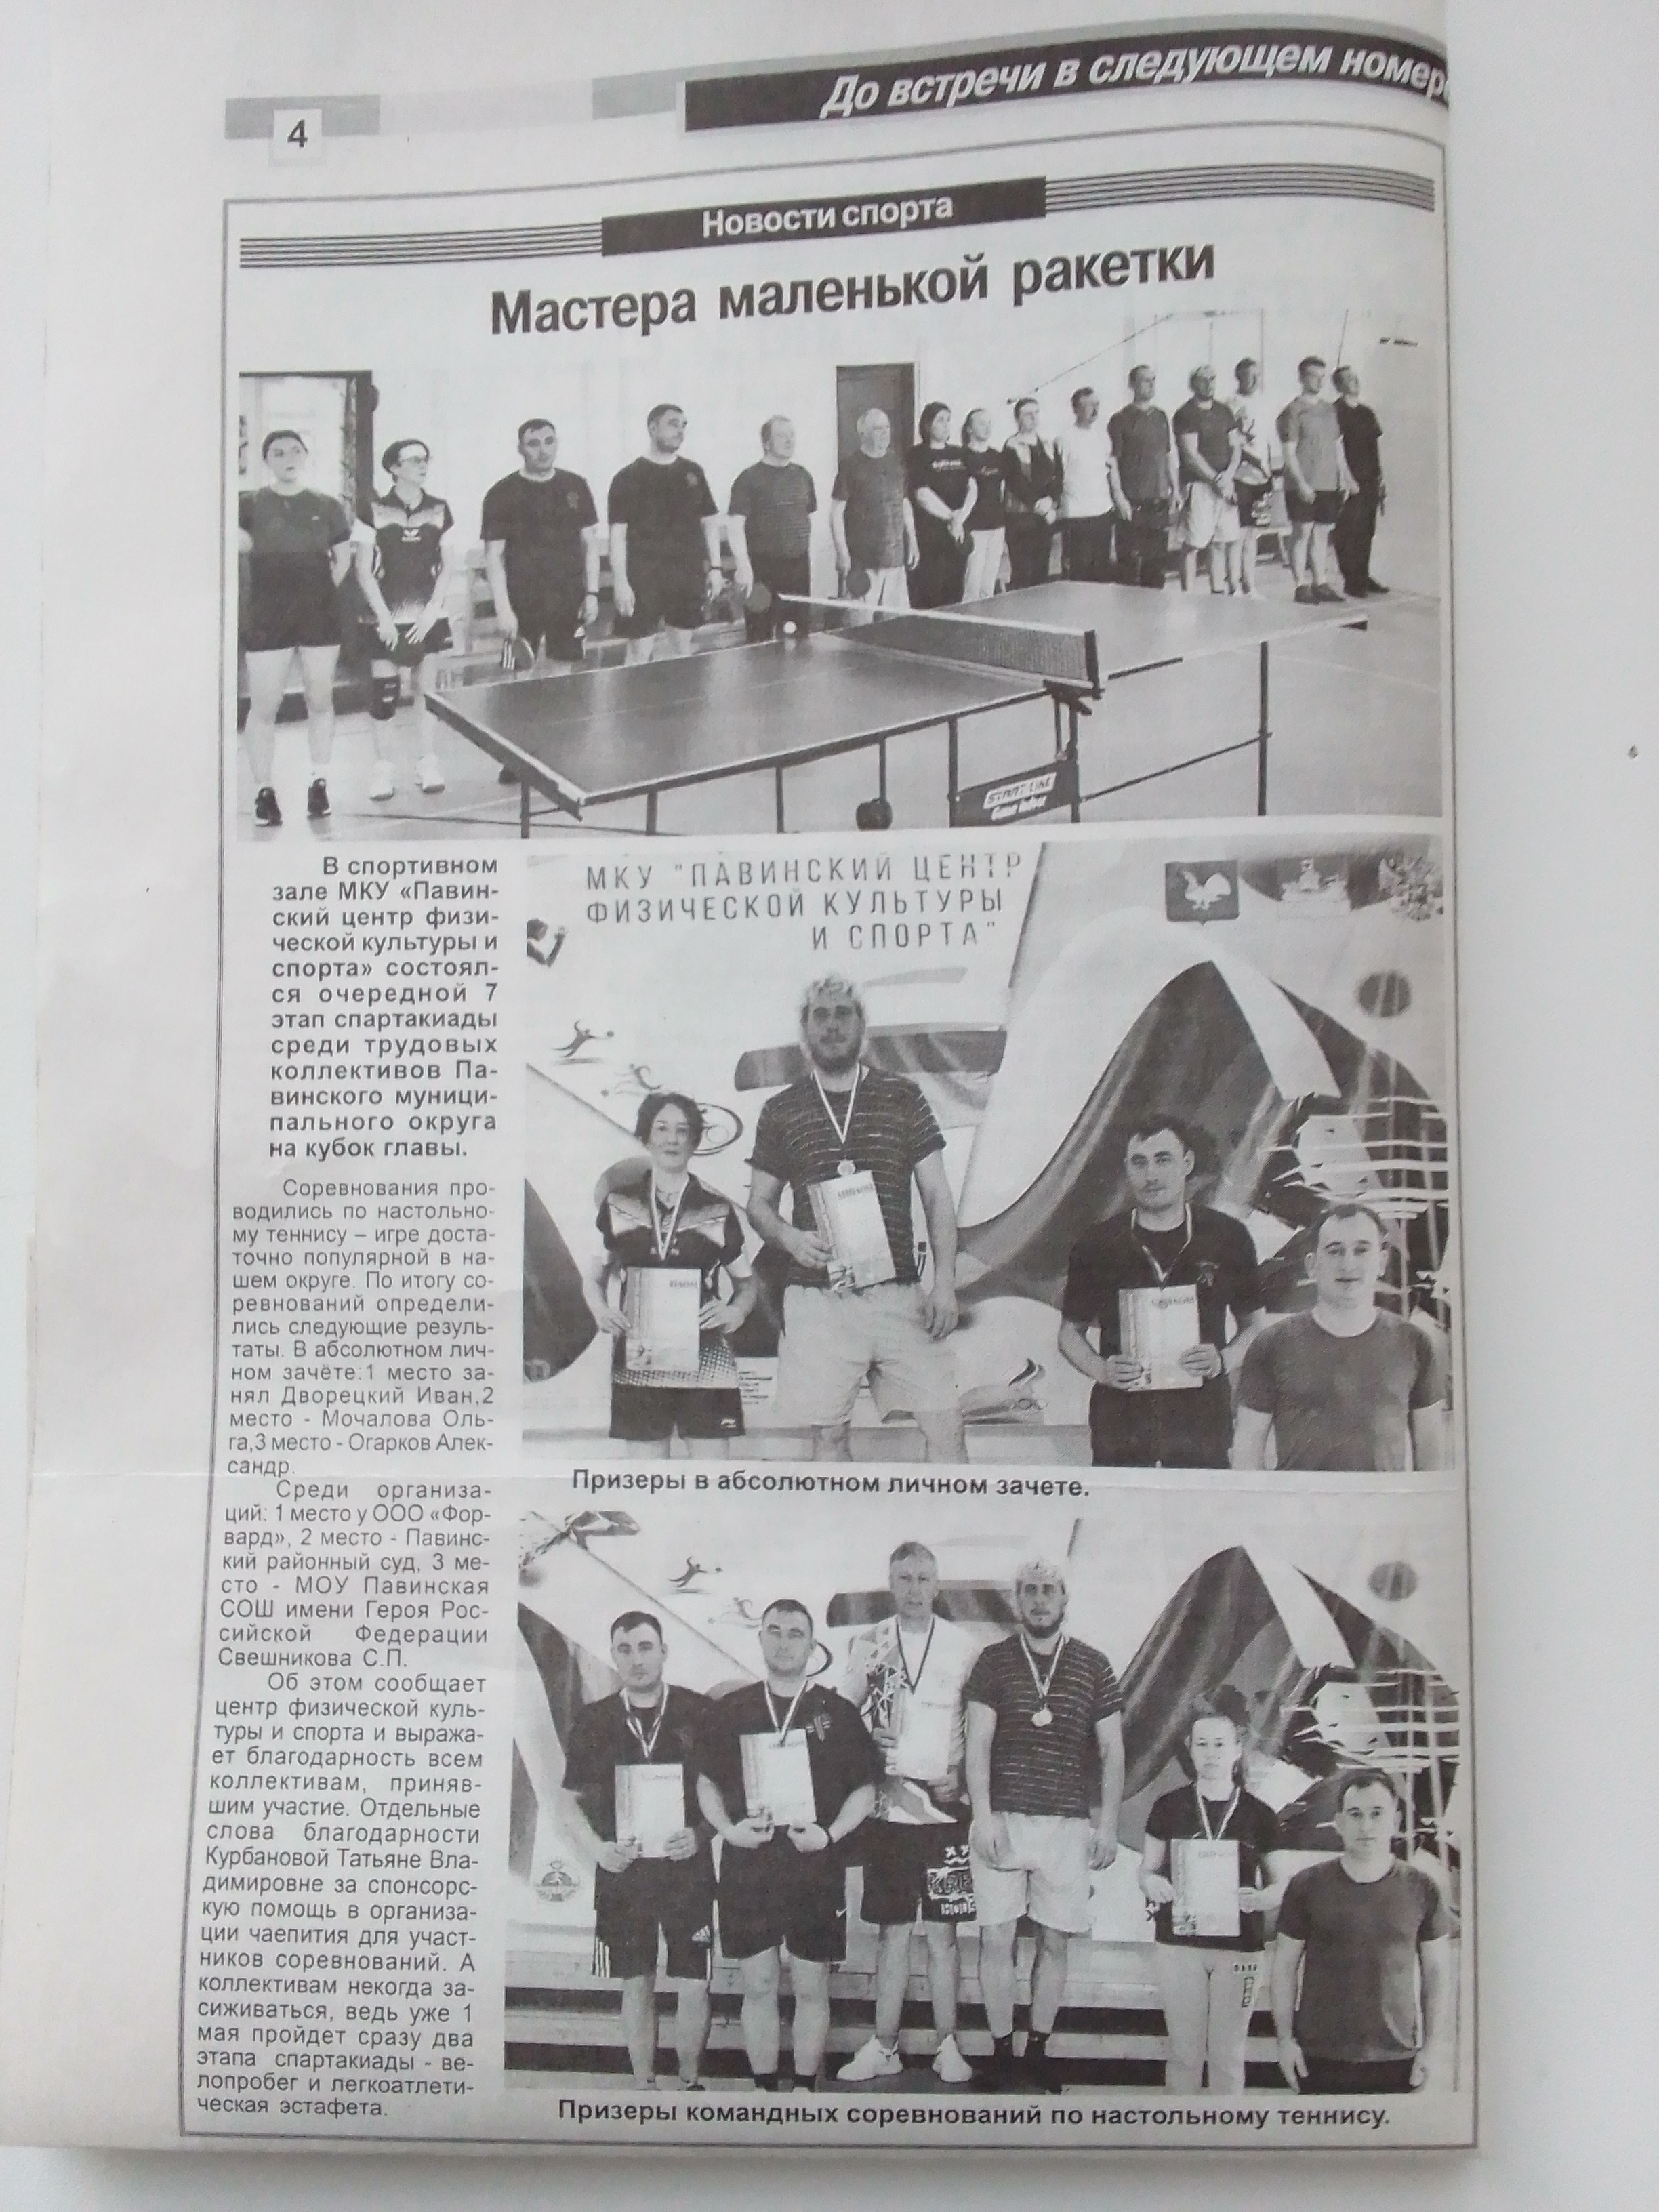 До встречи в следующем номере
4
Новости спорта
Мастера маленькой ракетки
START LINE
В спортивном
зале МКУ «Павин-
ский центр физи-
ческой культуры и
спорта» состоял-
ся очередной 7
этап спартакиады
среди трудовых
коллективов Па-
винского муници-
пального округа
на кубок главы.
Соревнования про-
водились по настольно-
му теннису – игре доста-
точно популярной в на-
шем округе. По итогу со-
ревнований определи-
лись следующие резуль-
таты. В абсолютном лич-
ном зачёте:1 место за-
нял Дворецкий Иван,2
место - Мочалова Оль-
га,3 место - Огарков Алек-
сандр.
Среди организа-
ций: 1 место у ООО «Фор-
вард», 2 место - Павинс-
кий районный суд, 3 ме-
сто - МОУ Павинская
СОШ имени Героя Рос-
сийской Федерации
Свешникова С.П.
Об этом сообщает
центр физической куль-
туры и спорта и выража-
ет благодарность всем
коллективам, приняв-
шим участие. Отдельные
слова благодарности
Курбановой Татьяне Вла-
димировне за спонсорс-
кую помощь в организа-
ции чаепития для участ-
ников соревнований. А
коллективам некогда за-
сиживаться, ведь уже 1
мая пройдет сразу два
этапа спартакиады - ве-
лопробег и легкоатлети-
ческая эстафета.
МКУ "ПАВИНСКИЙ ЦЕНТР
ФИЗИЧЕСКОЙ КУЛЬТУРЫ
И СПОРТА"
Призеры в абсолютном личном зачете.
Призеры командных соревнований по настольному теннису.